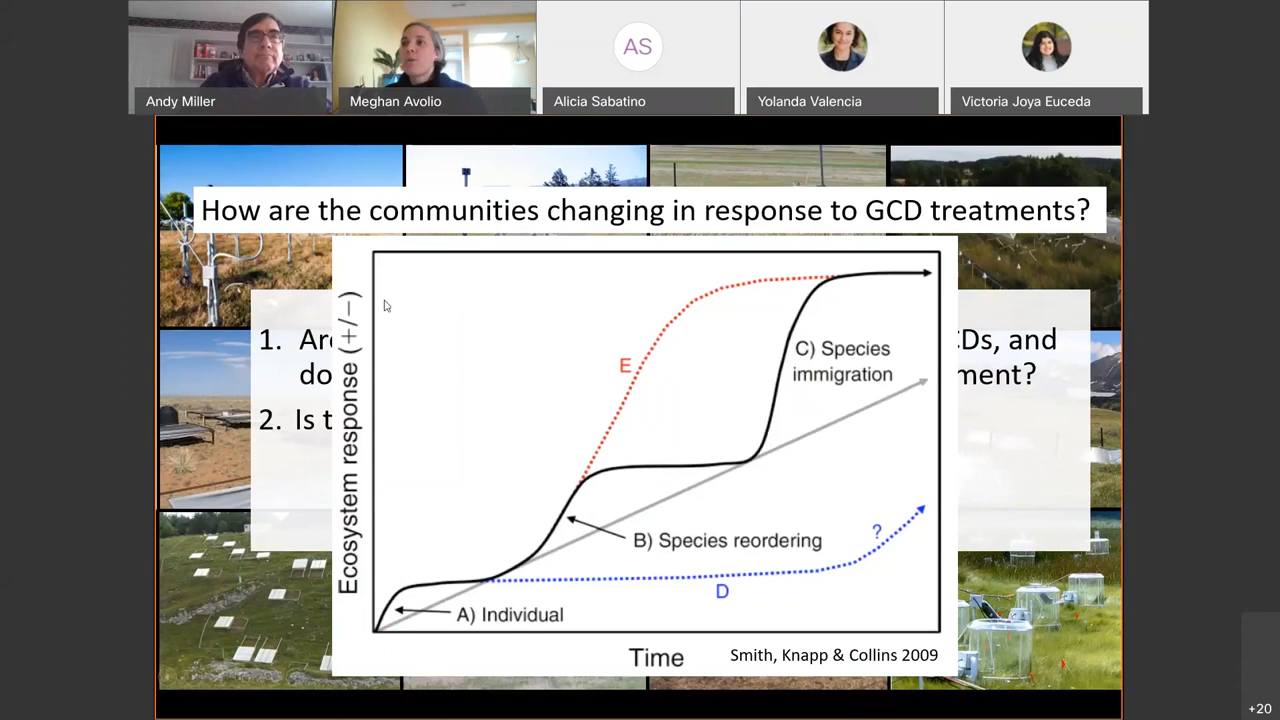 AS
Andy Miller
Meghan Avolio
Alicia Sabatino
Yolanda Valencia
Victoria Joya Euceda
How are the communities changing in response to GCD treatments?
1. Are
CDs, and
do
ment?
2. Is t
Ecosystem response (+/−)
E
C) Species
immigration
?
B) Species reordering
D
A) Individual
Time
Smith, Knapp & Collins 2009
+20